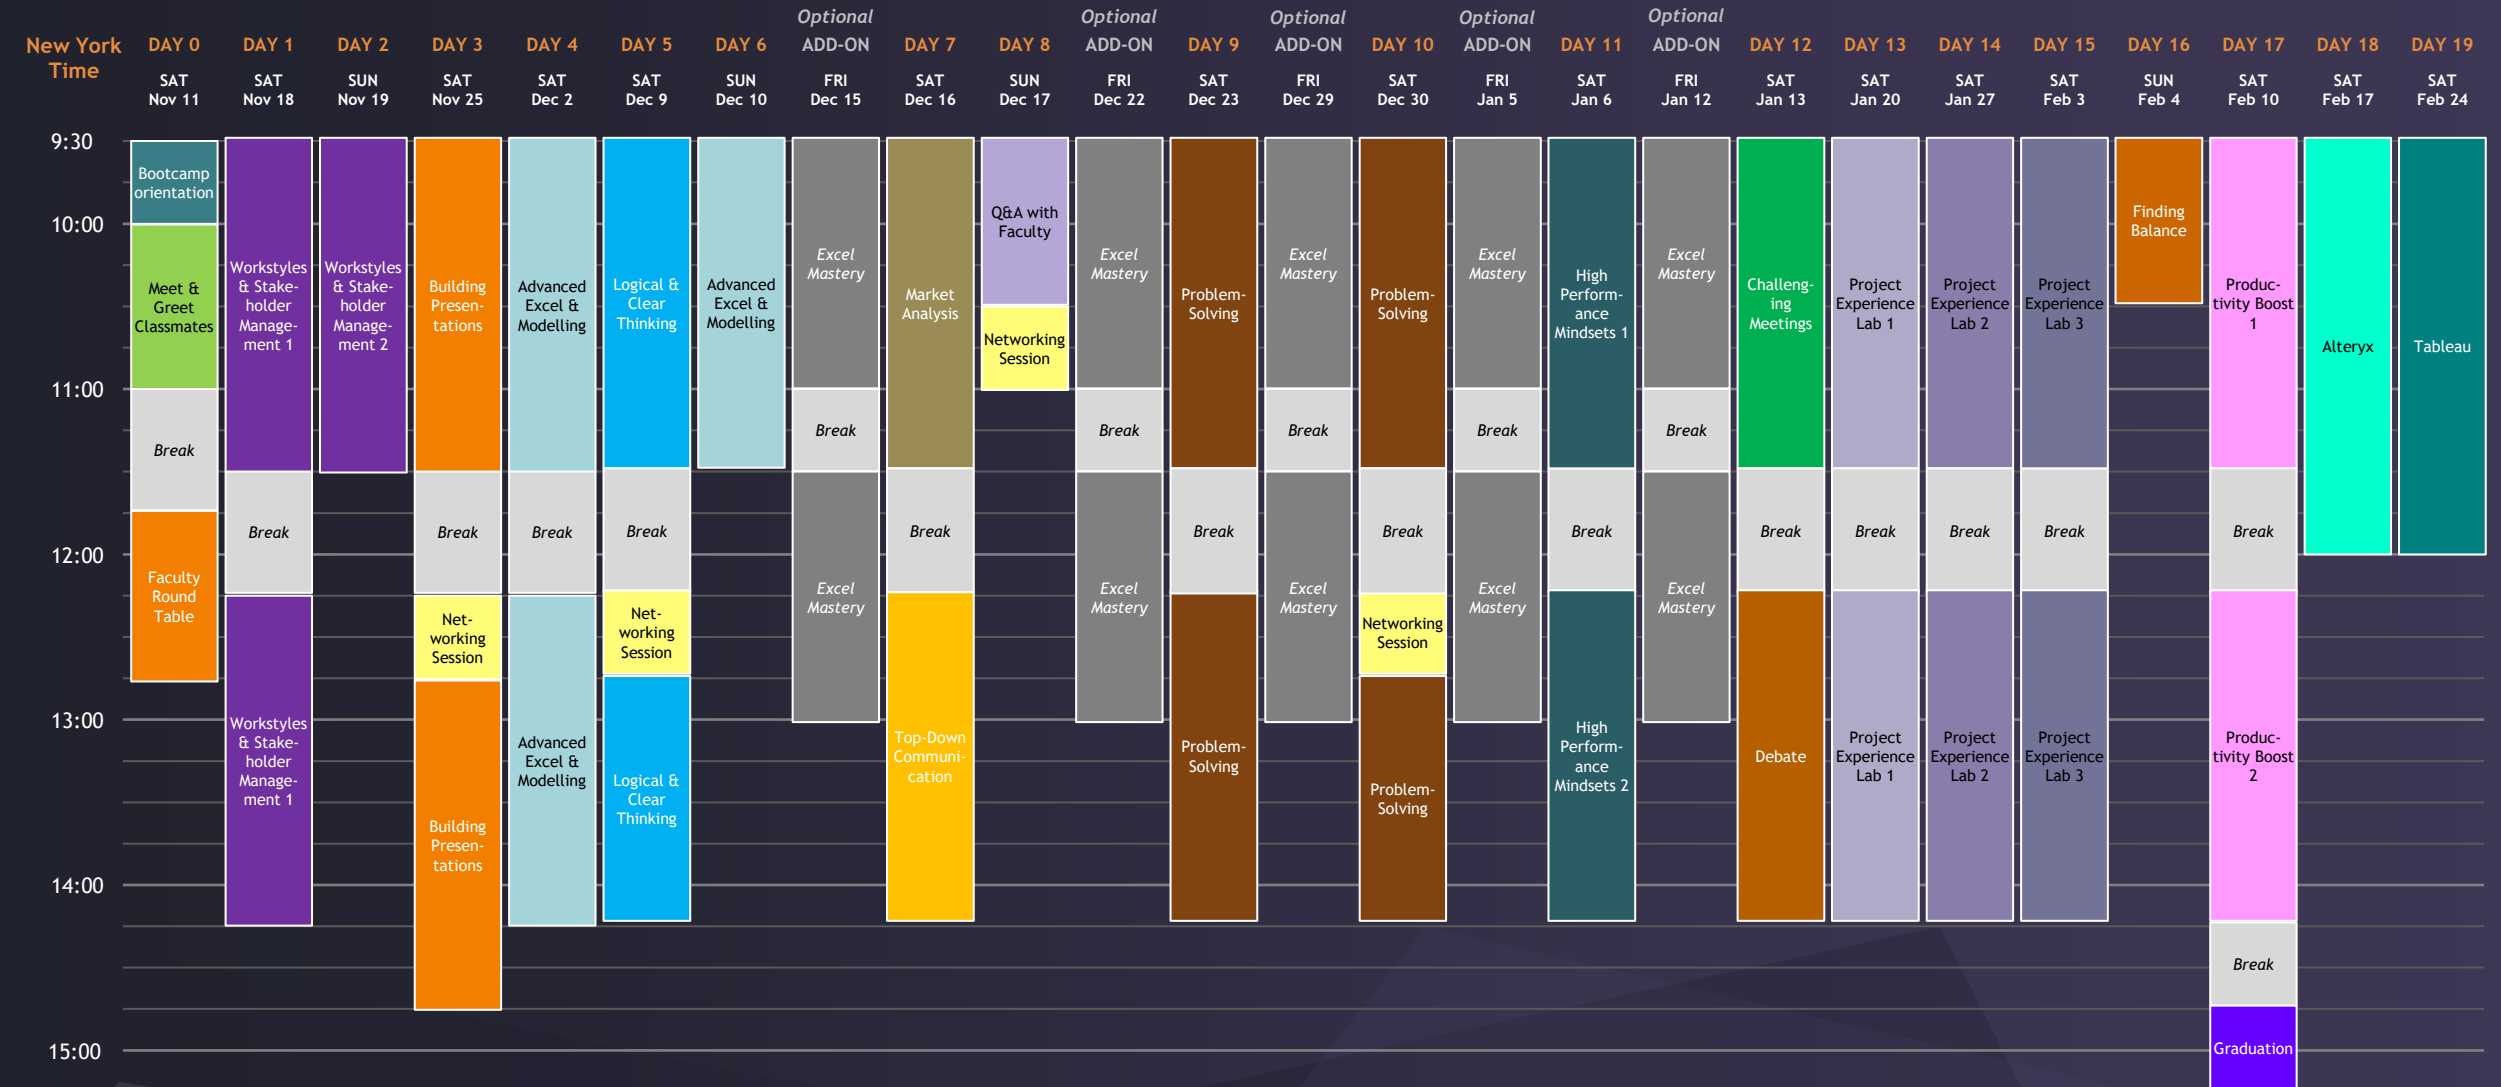 Optional
Optional
Optional
Optional
Optional
New York
Time
DAY 0
DAY 1
DAY 2
DAY 3
DAY 4
DAY 5
DAY 6
ADD-ON
DAY 7
DAY 8
ADD-ON
DAY 9
ADD-ON
DAY 10
ADD-ON
DAY 11
ADD-ON
DAY 12
DAY 13
DAY 14
DAY 15
DAY 16
DAY 17
DAY 18
DAY 19
SAT
Nov 11
SAT
Nov 18
SUN
Nov 19
SAT
Nov 25
SAT
Dec 2
SAT
Dec 9
SUN
Dec 10
FRI
Dec 15
SAT
Dec 16
SUN
Dec 17
FRI
Dec 22
SAT
Dec 23
FRI
Dec 29
SAT
Dec 30
FRI
Jan 5
SAT
Jan 6
FRI
Jan 12
SAT
Jan 13
SAT
Jan 20
SAT
Jan 27
SAT
Feb 3
SUN
Feb 4
SAT
Feb 10
SAT
Feb 17
SAT
Feb 24
9:30
10:00
11:00
12:00
13:00
14:00
15:00
Bootcamp
orientation
Meet &
Greet
Classmates
Break
Faculty
Round
Table
Workstyles
& Stake-
holder
Manage-
ment 1
Break
Workstyles
& Stake-
holder
Manage-
ment 1
Workstyles
& Stake-
holder
Manage-
ment 2
Building
Presen-
tations
Break
Net-
working
Session
Building
Presen-
tations
Advanced
Excel &
Modelling
Break
Advanced
Excel &
Modelling
Logical &
Clear
Thinking
Break
Net-
working
Session
Logical &
Clear
Thinking
Advanced
Excel &
Modelling
Excel
Mastery
Break
Excel
Mastery
Market
Analysis
Break
Top-Down
Communi-
cation
Q&A with
Faculty
Networking
Session
Excel
Mastery
Break
Excel
Mastery
Problem-
Solving
Break
Problem-
Solving
Excel
Mastery
Break
Excel
Mastery
Problem-
Solving
Break
Networking
Session
Problem-
Solving
Excel
Mastery
Break
Excel
Mastery
High
Perform-
ance
Mindsets 1
Break
High
Perform-
ance
Mindsets 2
Excel
Mastery
Break
Excel
Mastery
Challeng-
ing
Meetings
Break
Debate
Project
Experience
Lab 1
Break
Project
Experience
Lab 1
Project
Experience
Lab 2
Break
Project
Experience
Lab 2
Project
Experience
Lab 3
Break
Project
Experience
Lab 3
Finding
Balance
Produc-
tivity Boost
1
Break
Produc-
tivity Boost
2
Break
Graduation
Alteryx
Tableau